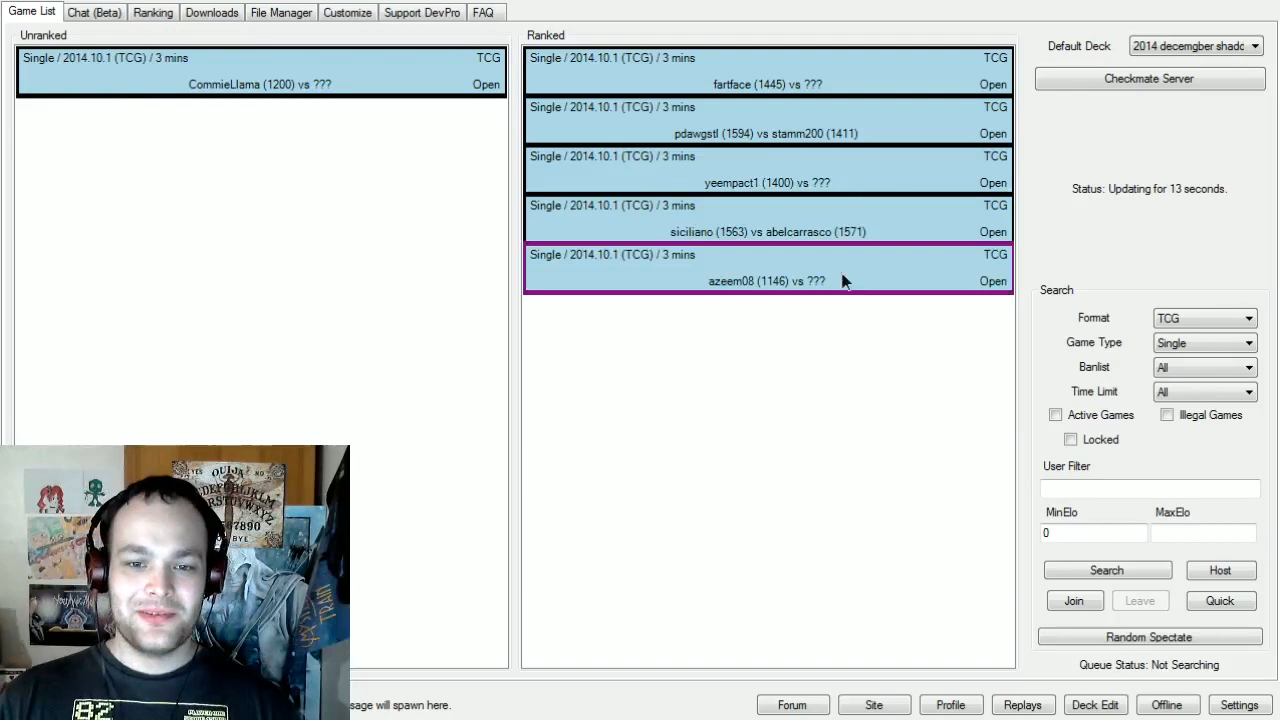 Game List Chat (Beta) Ranking Downloads File Manager Customize Support DevPro FAQ
Unranked
Single / 2014.10.1 (TCG) / 3 mins TCG
CommieLlama (1200) vs ??? Open
Ranked
Single / 2014.10.1 (TCG) / 3 mins TCG
fartface (1445) vs ??? Open
Single / 2014.10.1 (TCG) / 3 mins TCG
pdawgstl (1594) vs stamm200 (1411) Open
Single / 2014.10.1 (TCG) / 3 mins TCG
yeempact1 (1400) vs ??? Open
Single / 2014.10.1 (TCG) / 3 mins TCG
siciliano (1563) vs abelcarrasco (1571) Open
Single / 2014.10.1 (TCG) / 3 mins TCG
azeem08 (1146) vs ??? Open
Default Deck 2014 decemgber shadc
Checkmate Server
Status: Updating for 13 seconds.
Search
Format TCG
Game Type Single
Banlist All
Time Limit All
Active Games Illegal Games
Locked
User Filter
MinElo MaxElo
0
Search Host
Join Leave Quick
Random Spectate
Queue Status: Not Searching
YES OUIJA NO
BYE
TRAIN
82
sage will spawn here.
Forum Site Profile Replays Deck Edit Offline Settings